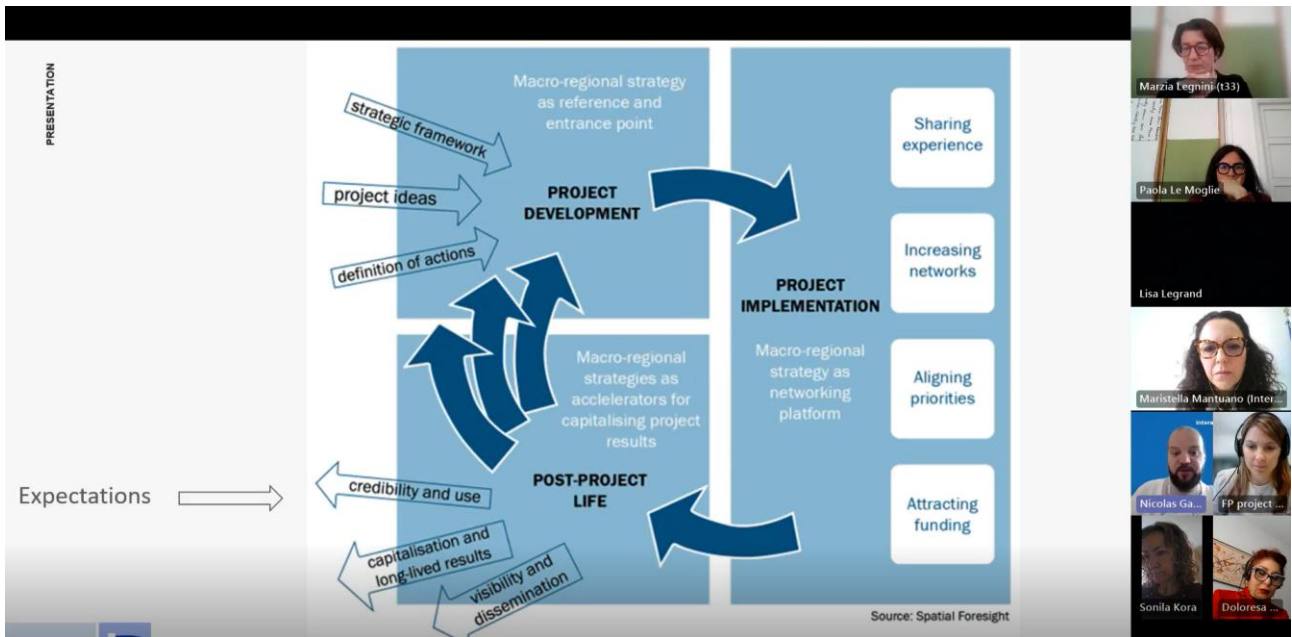 PRESENTATION
Macro-regional strategy
as reference and
entrance point
strategic framework
project ideas
definition of actions
PROJECT
DEVELOPMENT
Sharing
experience
Increasing
networks
PROJECT
IMPLEMENTATION
Macro-regional
strategy as
networking
platform
Aligning
priorities
Attracting
funding
Macro-regional
strategies as
acclelerators for
capitalising project
results
POST-PROJECT
LIFE
Expectations
credibility and use
capitalisation and
long-lived results
visibility and
dissemination
Source: Spatial Foresight
Marzia Legnini (t33)
Paola Le Moglie
Lisa Legrand
Maristella Mantuano (Inter...
Intera
Nicolas Ga...
FP project ...
Sonila Kora
Doloresa ...